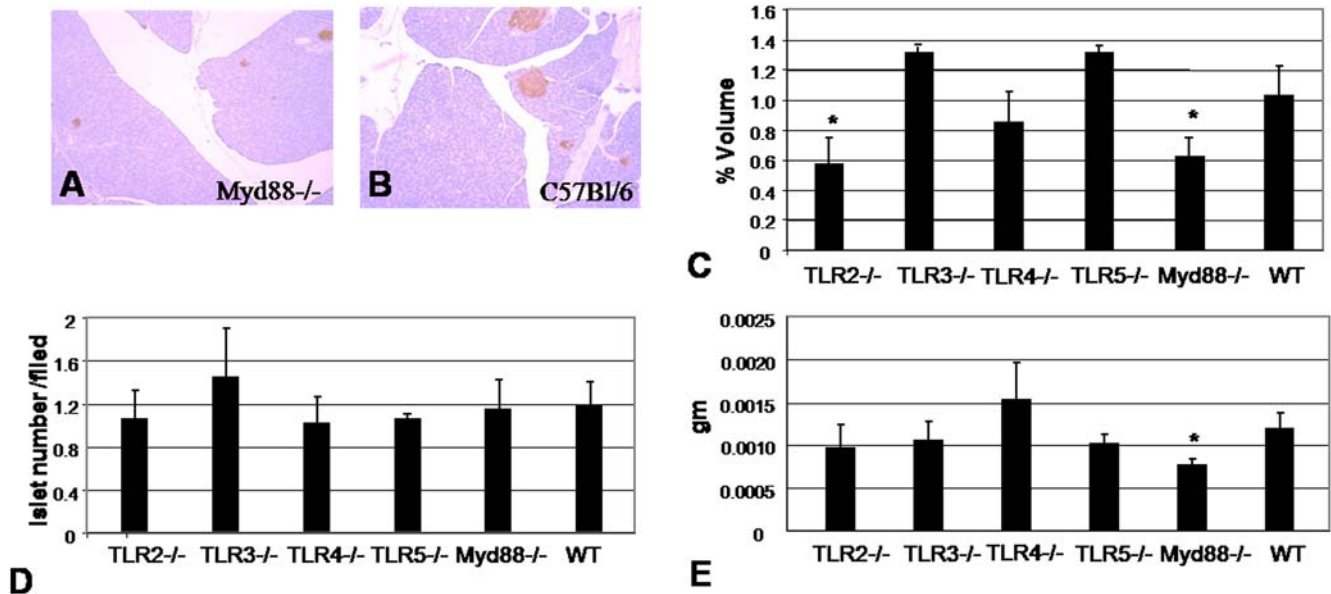 A Myd88-/-
B C57Bl/6
1.6
1.4
1.2
1.0
0.8
0.6
0.4
0.2
0
% Volume
*
*
C
TLR2-/- TLR3-/- TLR4-/- TLR5-/- Myd88-/- WT
2
1.6
1.2
0.8
0.4
0
Islet number /filled
TLR2-/- TLR3-/- TLR4-/- TLR5-/- Myd88-/- WT
D
0.0025
0.0020
0.0015
0.0010
0.0005
0
gm
*
TLR2-/- TLR3-/- TLR4-/- TLR5-/- Myd88-/- WT
E